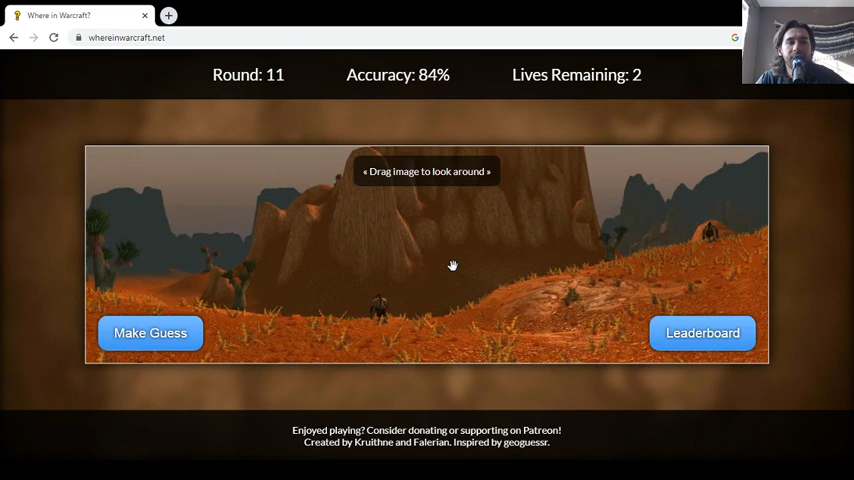 Where in Warcraft?
whereinwarcraft.net
Round: 11
Accuracy: 84%
Lives Remaining: 2
« Drag image to look around »
Make Guess
Leaderboard
Enjoyed playing? Consider donating or supporting on Patreon!
Created by Kruithne and Falerian. Inspired by geoguessr.